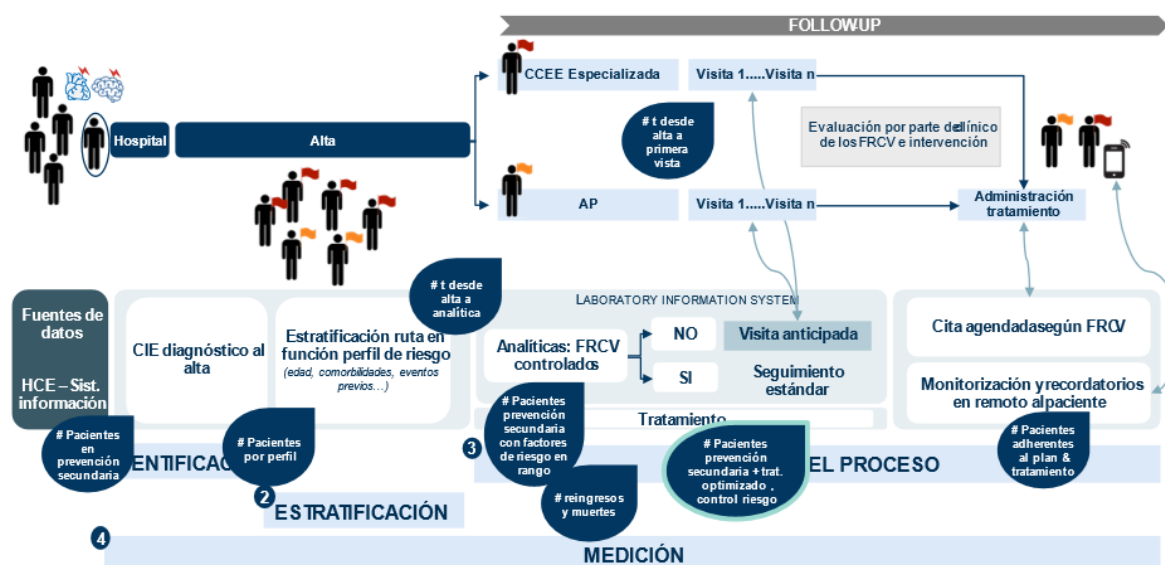 FOLLOW-UP
CCEE Especializada
Visita 1.....Visita n
# t desde
alta a
primera
vista
Evaluación por parte del clínico
de los FRCV e intervención
Hospital
Alta
AP
Visita 1.....Visita n
Administración
tratamiento
Fuentes de
datos
HCE – Sist.
información
CIE diagnóstico al
alta
Estratificación ruta en
función perfil de riesgo
(edad, comorbilidades, eventos
previos…)
# t desde
alta a
analítica
LABORATORY INFORMATION SYSTEM
Analíticas: FRCV
controlados
NO
Visita anticipada
SI
Seguimiento
estándar
Tratamiento
Cita agendadasegún FRCV
Monitorización y recordatorios
en remoto alpaciente
# Pacientes
en
prevención
secundaria
# Pacientes
por perfil
# Pacientes
prevención
secundaria
con factores
de riesgo en
rango
# reingresos
y muertes
# Pacientes
prevención
secundaria + trat.
optimizado ,
control riesgo
# Pacientes
adherentes
al plan &
tratamiento
ENTIFICAC
2
ESTRATIFICACIÓN
3
EL PROCESO
4
MEDICIÓN